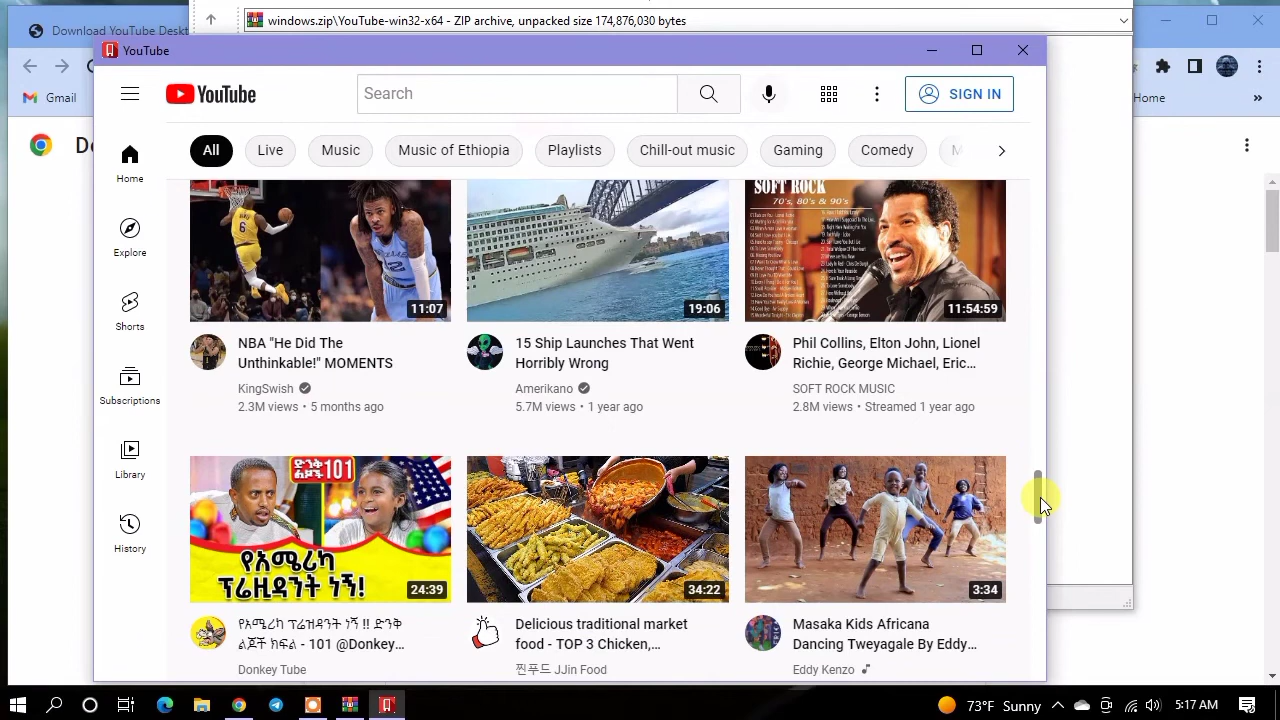 windows.zip\YouTube-win32-x64 - ZIP archive, unpacked size 174,876,030 bytes
Download YouTube Deskt
YouTube
Gmail
Home
YouTube
Search
SIGN IN
All
Live
Music
Music of Ethiopia
Playlists
Chill-out music
Gaming
Comedy
M
Home
Explore
Shorts
Subscriptions
Library
History
SOFT ROCK
70's, 80's & 90's
11:07
19:06
11:54:59
NBA "He Did The
Unthinkable!" MOMENTS
KingSwish
2.3M views • 5 months ago
15 Ship Launches That Went
Horribly Wrong
Amerikano
5.7M views • 1 year ago
Phil Collins, Elton John, Lionel
Richie, George Michael, Eric...
SOFT ROCK MUSIC
2.8M views • Streamed 1 year ago
ድንቅ
ልጆች 101
የአሜሪካ
ፕሬዚዳንት ነኝ!
24:39
34:22
3:34
የአሜሪካ ፕሬዝዳንት ነኝ !! ድንቅ
ልጆች ክፍል - 101 @Donkey...
Donkey Tube
Delicious traditional market
food - TOP 3 Chicken,...
찐푸드 JJin Food
Masaka Kids Africana
Dancing Tweyagale By Eddy...
Eddy Kenzo
73°F Sunny
5:17 AM